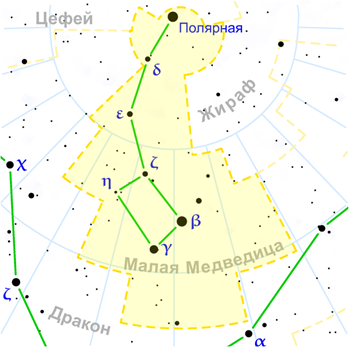 Цефей
Полярная
δ
Жираф
ε
χ
ζ
η
β
γ
Малая Медведица
ζ
Дракон
α